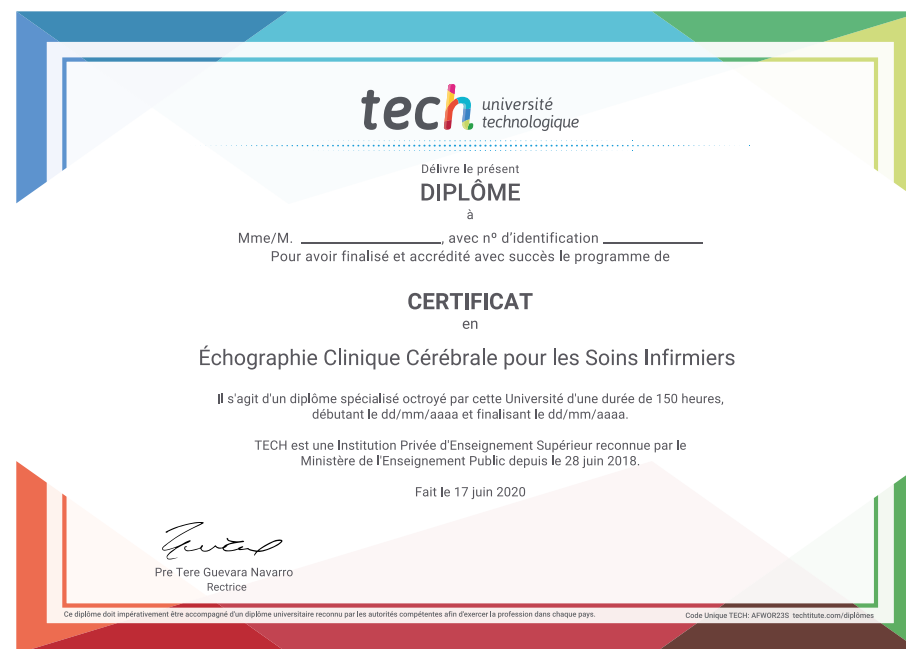 tech université
technologique
Délivre le présent
DIPLÔME
à
Mme/M. ____________________, avec nº d'identification ______________
Pour avoir finalisé et accrédité avec succès le programme de
CERTIFICAT
en
Échographie Clinique Cérébrale pour les Soins Infirmiers
Il s'agit d'un diplôme spécialisé octroyé par cette Université d'une durée de 150 heures,
débutant le dd/mm/aaaa et finalisant le dd/mm/aaaa.
TECH est une Institution Privée d'Enseignement Supérieur reconnue par le
Ministère de l'Enseignement Public depuis le 28 juin 2018.
Fait le 17 juin 2020
Pre Tere Guevara Navarro
Rectrice
Ce diplôme doit impérativement être accompagné d'un diplôme universitaire reconnu par les autorités compétentes afin d'exercer la profession dans chaque pays.
Code Unique TECH: AFWOR23S techtitute.com/diplômes